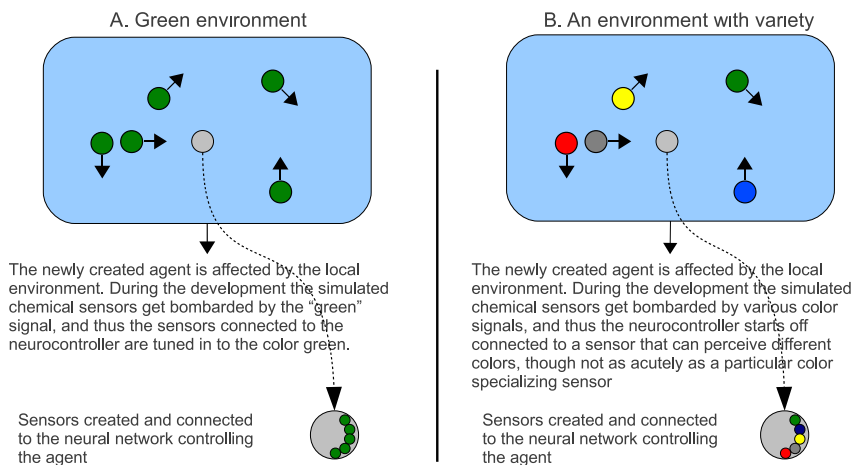 A. Green environment
The newly created agent is affected by the local
environment. During the development the simulated
chemical sensors get bombarded by the “green”
signal, and thus the sensors connected to the
neurocontroller are tuned in to the color green.
Sensors created and connected
to the neural network controlling
the agent
B. An environment with variety
The newly created agent is affected by the local
environment. During the development the simulated
chemical sensors get bombarded by various color
signals, and thus the neurocontroller starts off
connected to a sensor that can perceive different
colors, though not as acutely as a particular color
specializing sensor
Sensors created and connected
to the neural network controlling
the agent